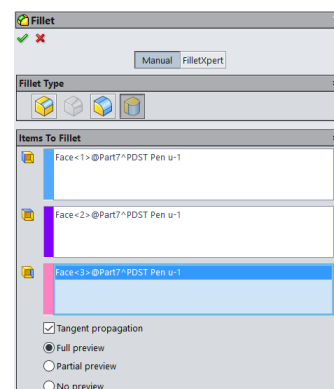 Fillet
Manual FilletXpert
Fillet Type
Items To Fillet
Face<1>@Part7^PDST Pen u-1
Face<2>@Part7^PDST Pen u-1
Face<3>@Part7^PDST Pen u-1
Tangent propagation
Full preview
Partial preview
No preview